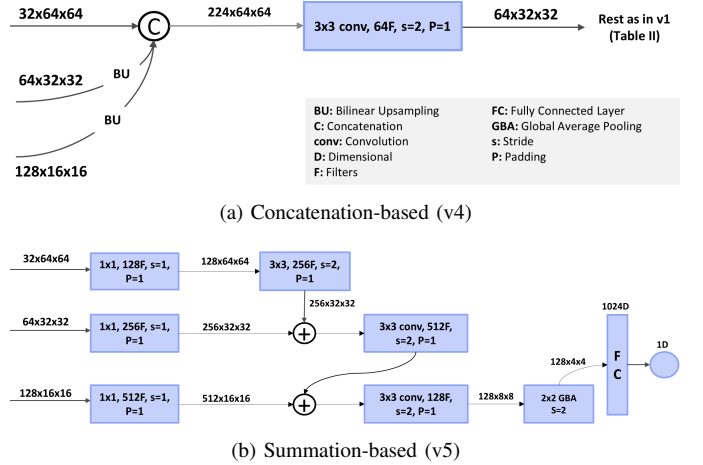 32x64x64
C
224x64x64
3x3 conv, 64F, s=2, P=1
64x32x32
Rest as in v1
(Table II)
64x32x32
BU
BU
128x16x16
BU: Bilinear Upsampling
C: Concatenation
conv: Convolution
D: Dimensional
F: Filters
FC: Fully Connected Layer
GBA: Global Average Pooling
s: Stride
P: Padding
(a) Concatenation-based (v4)
32x64x64
1x1, 128F, s=1,
P=1
128x64x64
3x3, 256F, s=2,
P=1
256x32x32
64x32x32
1x1, 256F, s=1,
P=1
256x32x32
+
3x3 conv, 512F,
s=2, P=1
128x16x16
1x1, 512F, s=1,
P=1
512x16x16
+
3x3 conv, 128F,
s=2, P=1
128x8x8
2x2 GBA
S=2
128x4x4
1024D
F
C
1D
(b) Summation-based (v5)